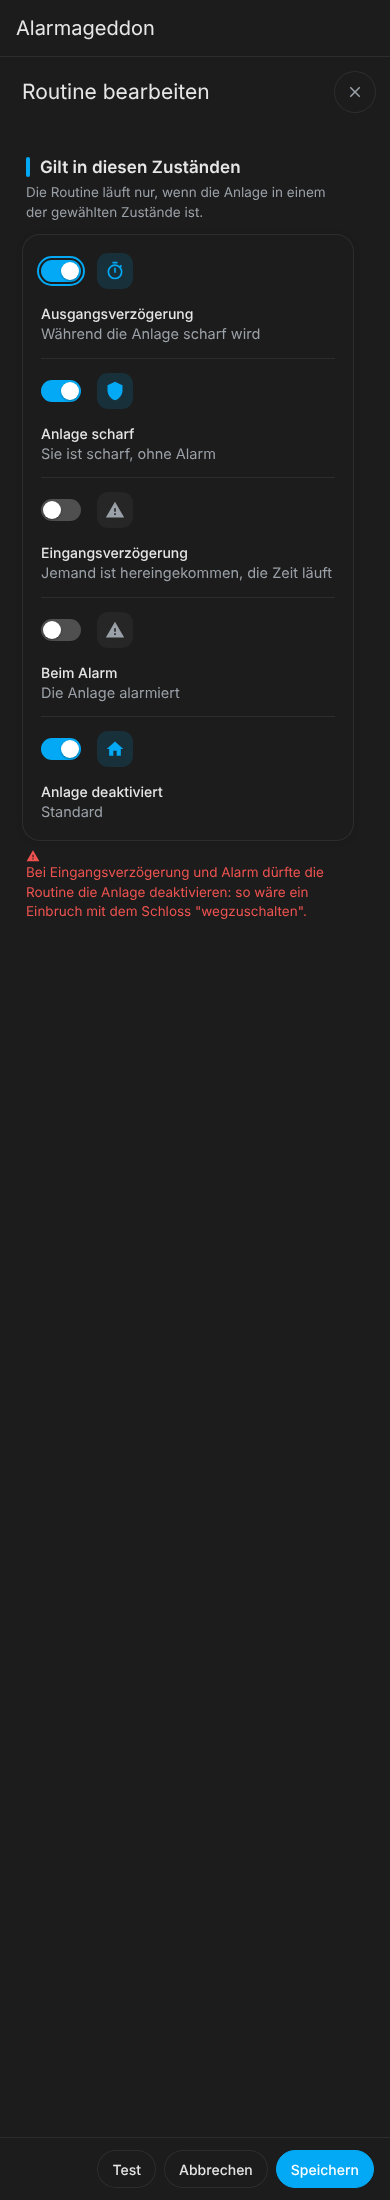 Alarmageddon
Routine bearbeiten
Gilt in diesen Zuständen
Die Routine läuft nur, wenn die Anlage in einem
der gewählten Zustände ist.
Ausgangsverzögerung
Während die Anlage scharf wird
Anlage scharf
Sie ist scharf, ohne Alarm
Eingangsverzögerung
Jemand ist hereingekommen, die Zeit läuft
Beim Alarm
Die Anlage alarmiert
Anlage deaktiviert
Standard
Bei Eingangsverzögerung und Alarm dürfte die
Routine die Anlage deaktivieren: so wäre ein
Einbruch mit dem Schloss "wegzuschalten".
Test
Abbrechen
Speichern